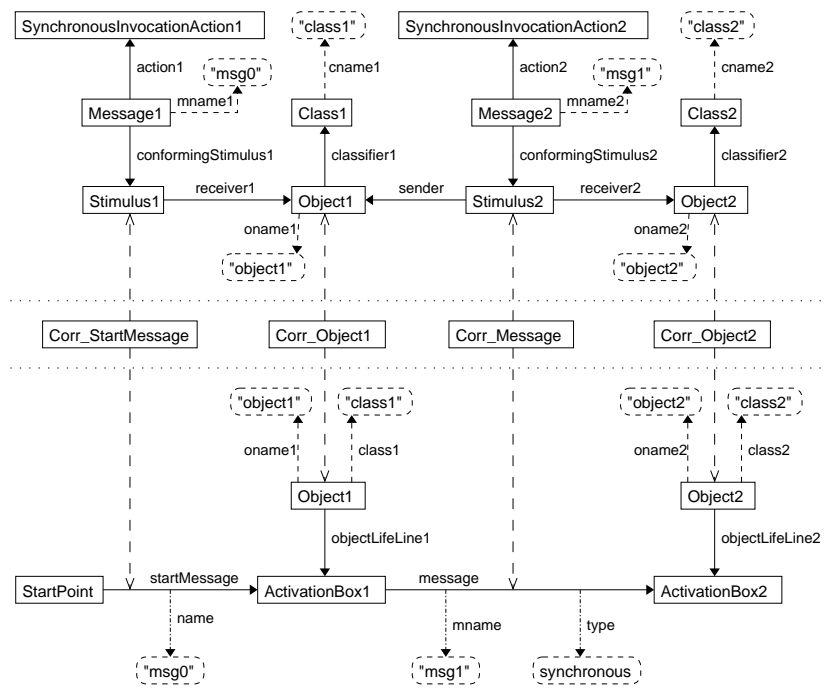 SynchronousInvocationAction1 "class1" SynchronousInvocationAction2 "class2"
action1 cname1 action2 cname2
"msg0" "msg1"
mname1 mname2
Message1 Class1 Message2 Class2
conformingStimulus1 classifier1 conformingStimulus2 classifier2
receiver1 sender receiver2
Stimulus1 Object1 Stimulus2 Object2
oname1 oname2
"object1" "object2"
Corr_StartMessage Corr_Object1 Corr_Message Corr_Object2
"object1" "class1" "object2" "class2"
oname1 class1 oname2 class2
Object1 Object2
objectLifeLine1 objectLifeLine2
startMessage message
StartPoint ActivationBox1 ActivationBox2
name mname type
"msg0" "msg1" synchronous